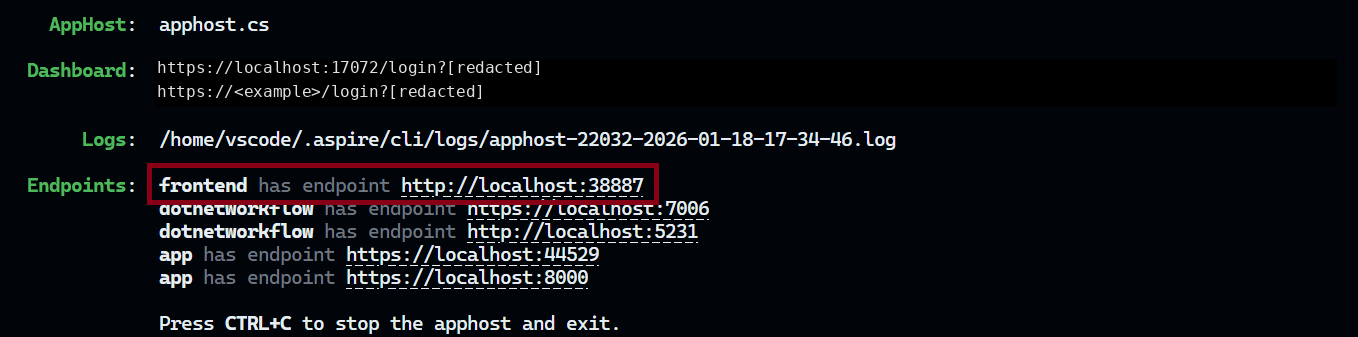 AppHost: apphost.cs
Dashboard: https://localhost:17072/login?[redacted]
https://<example>/login?[redacted]
Logs: /home/vscode/.aspire/cli/logs/apphost-22032-2026-01-18-17-34-46.log
Endpoints: frontend has endpoint http://localhost:38887
dotnetworkflow has endpoint https://localhost:7006
dotnetworkflow has endpoint http://localhost:5231
app has endpoint https://localhost:44529
app has endpoint https://localhost:8000
Press CTRL+C to stop the apphost and exit.